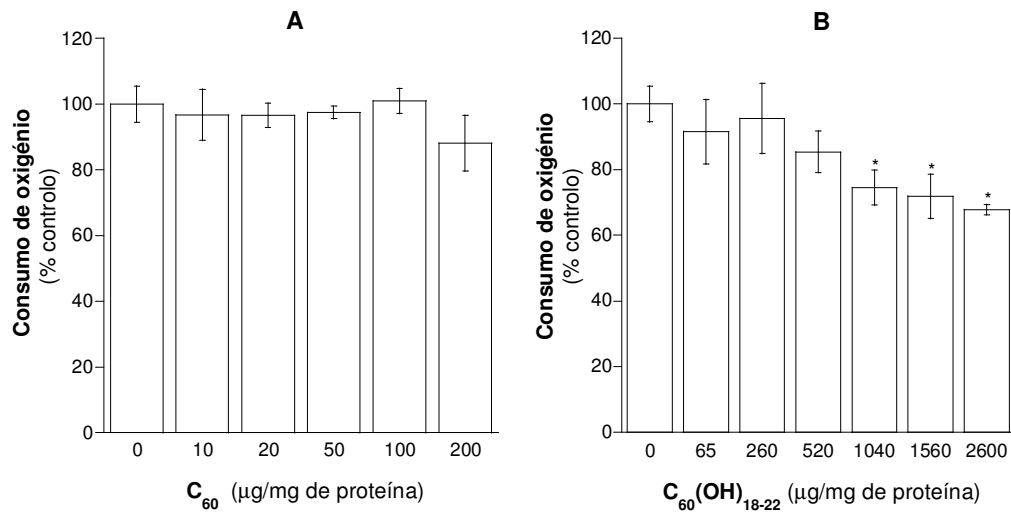 A
Consumo de oxigénio
(% controlo)
120
100
80
60
40
20
0
0 10 20 50 100 200
C60 (μg/mg de proteína)
B
Consumo de oxigénio
(% controlo)
120
100
80
60
40
20
0
* * *
0 65 260 520 1040 1560 2600
C60(OH)18-22 (μg/mg de proteína)